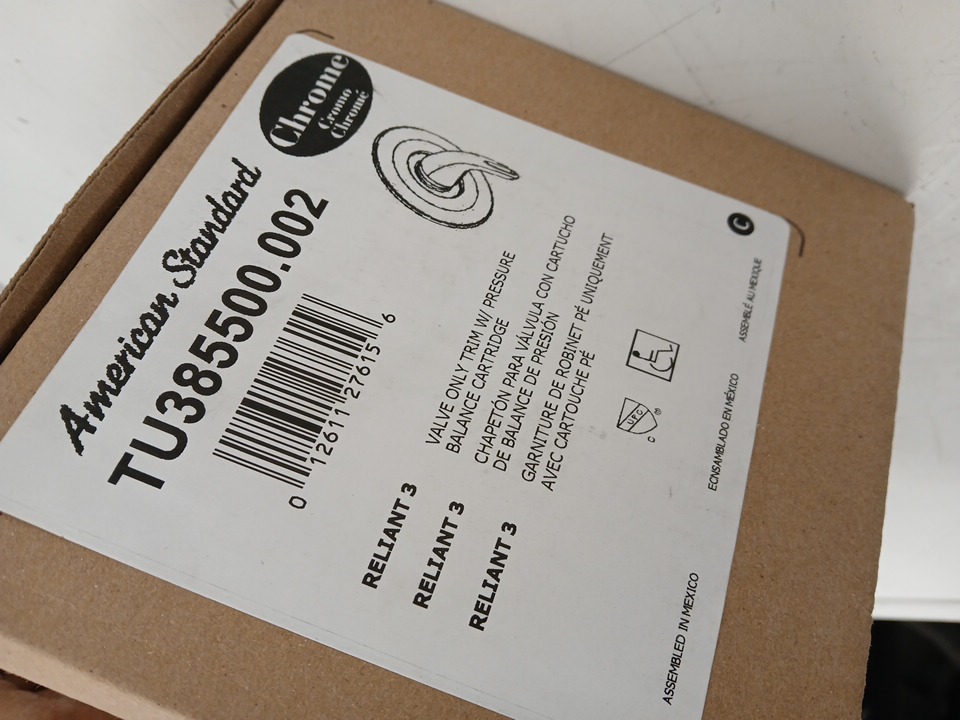 Chrome
Cromo
Chromé
American Standard
TU385500.002
0 12611 27615 6
RELIANT 3
VALVE ONLY TRIM W/ PRESSURE
BALANCE CARTRIDGE
RELIANT 3
CHAPETÓN PARA VÁLVULA CON CARTUCHO
DE BALANCE DE PRESIÓN
RELIANT 3
GARNITURE DE ROBINET PÉ UNIQUEMENT
AVEC CARTOUCHE PÉ
UPC
®
C
C
ASSEMBLED IN MEXICO
ECNSAMBLADO EN MÉXICO
ASSEMBLÉ AU MEXIQUE